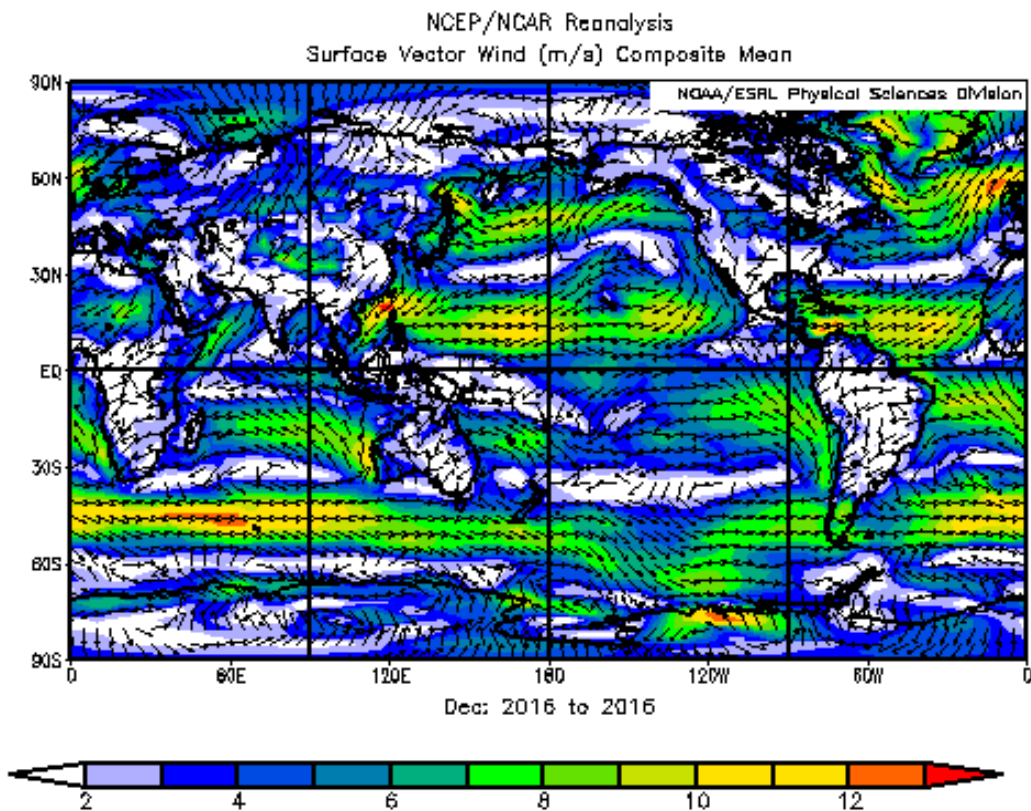 NCEP/NCAR Reanalysis
Surface Vector Wind (m/s) Composite Mean
NOAA/ESRL Physical Sciences Division
90N
60N
30N
EQ
30S
60S
90S
0 60E 120E 180 120W 60W 0
Dec: 2016 to 2016
2 4 6 8 10 12